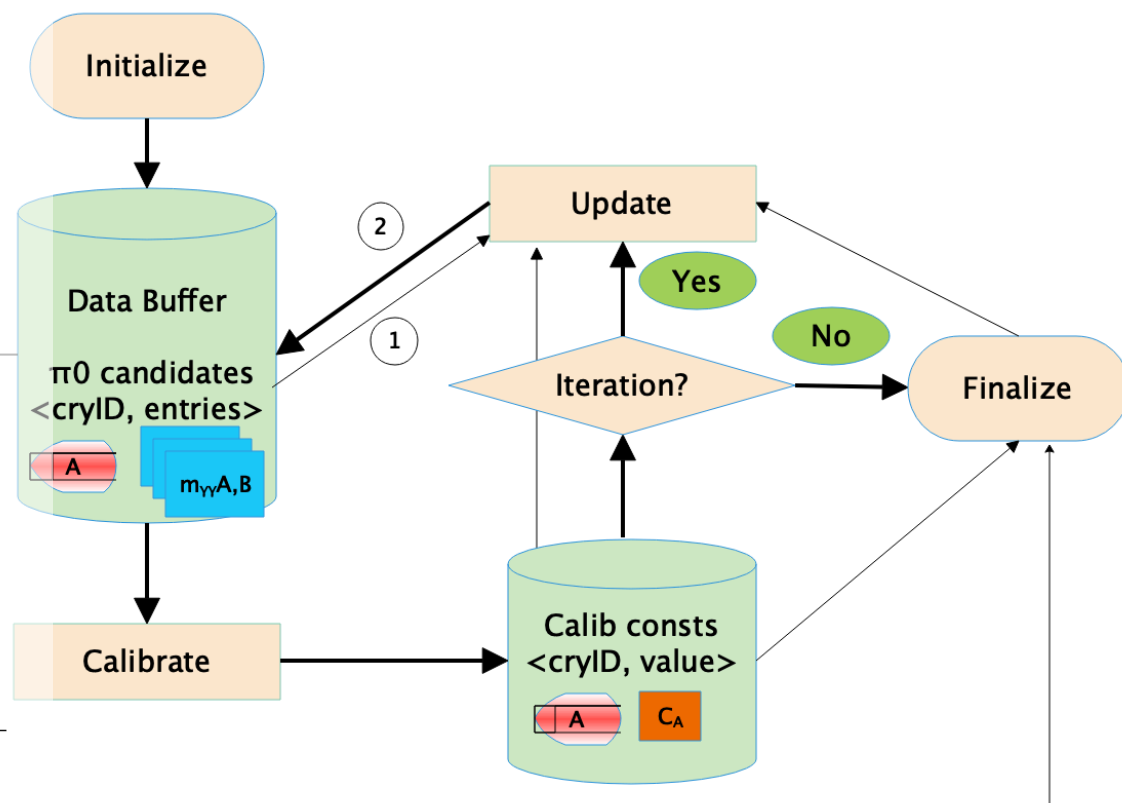 Initialize
2
Update
Data Buffer
Yes
1
No
π0 candidates
<cryID, entries>
Iteration?
Finalize
A
mγγA,B
Calib consts
<cryID, value>
Calibrate
A
CA